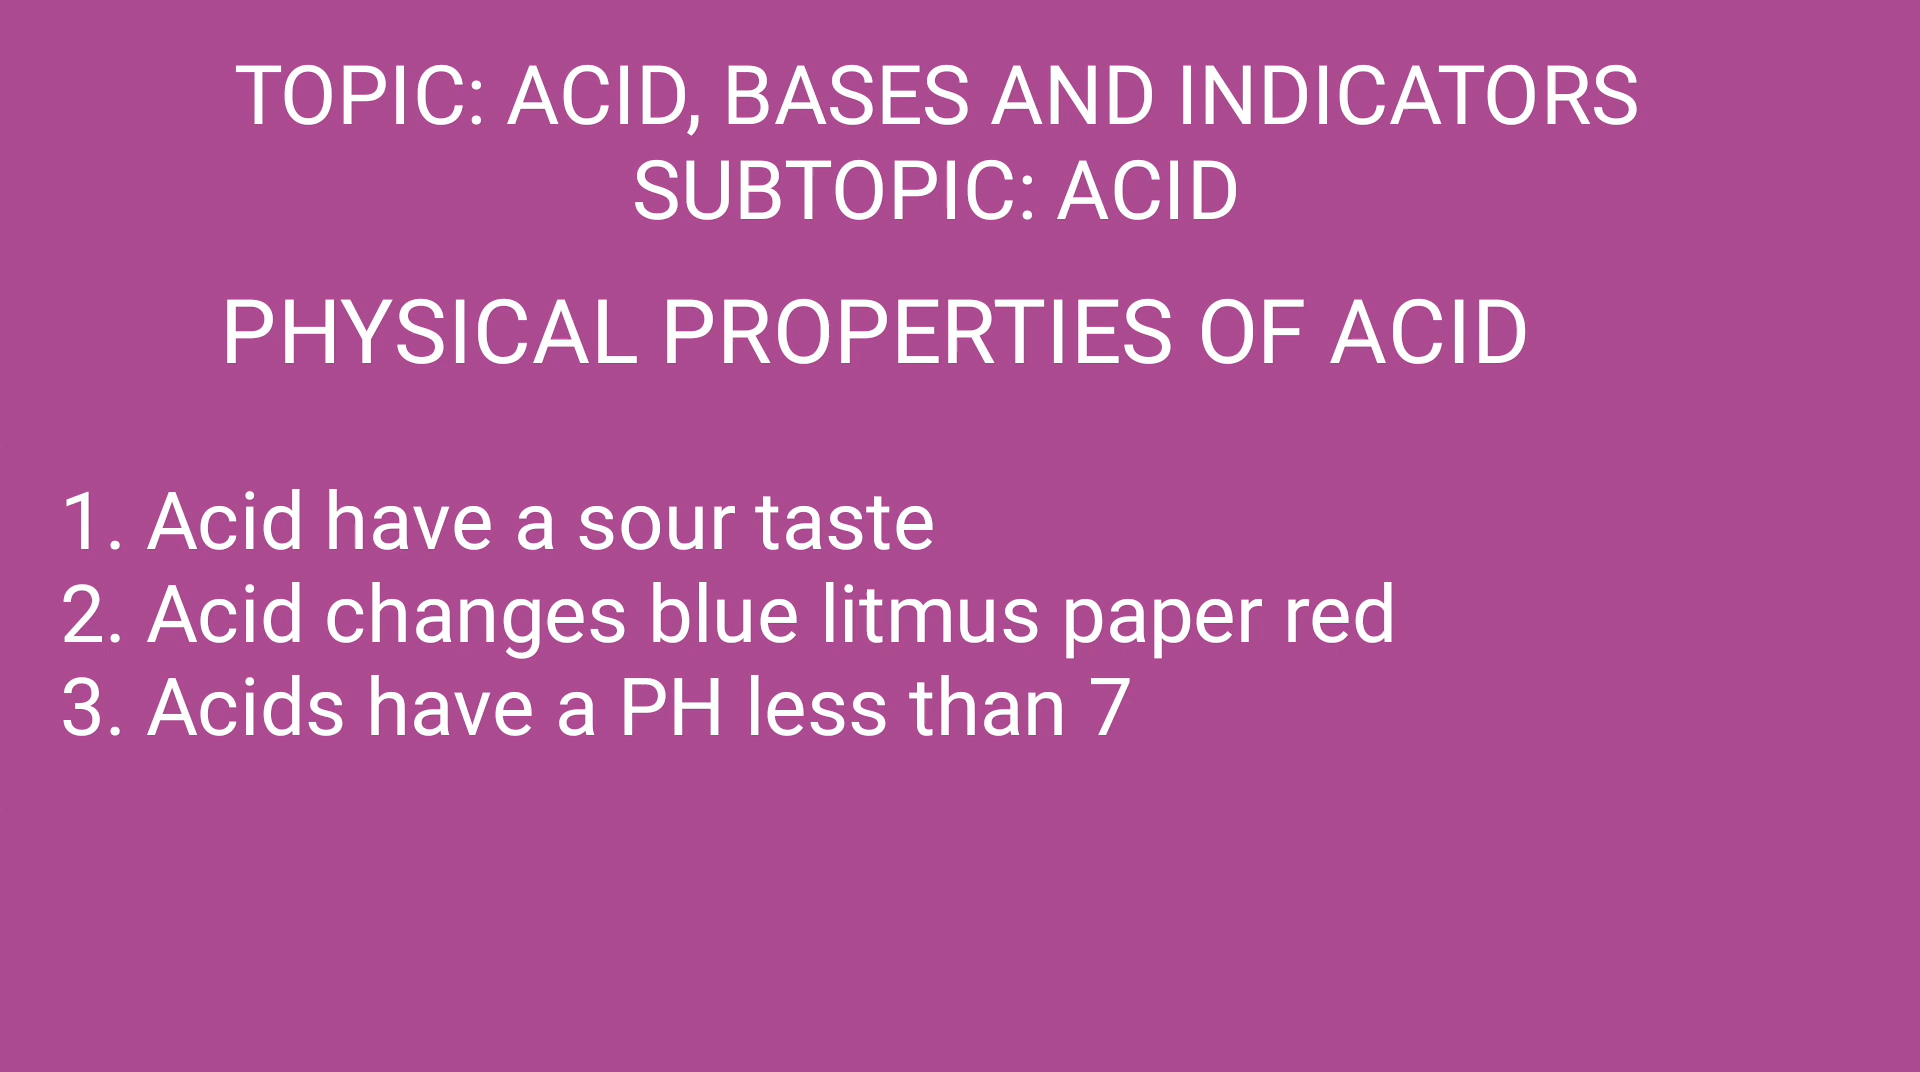 TOPIC: ACID, BASES AND INDICATORS
SUBTOPIC: ACID
PHYSICAL PROPERTIES OF ACID
1. Acid have a sour taste
2. Acid changes blue litmus paper red
3. Acids have a PH less than 7